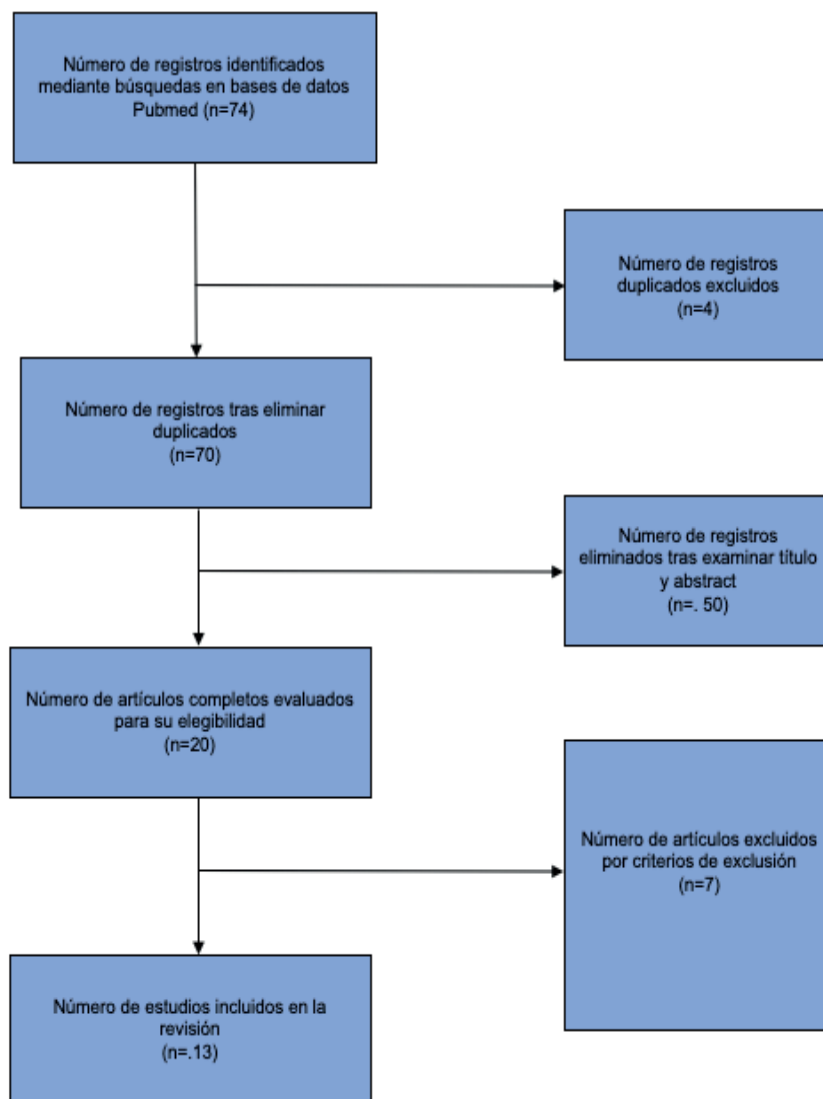 Número de registros identificados
mediante búsquedas en bases de datos
Pubmed (n=74)
Número de registros
duplicados excluidos
(n=4)
Número de registros tras eliminar
duplicados
(n=70)
Número de registros
eliminados tras examinar título
y abstract
(n=. 50)
Número de artículos completos evaluados
para su elegibilidad
(n=20)
Número de artículos excluidos
por criterios de exclusión
(n=7)
Número de estudios incluidos en la
revisión
(n=.13)